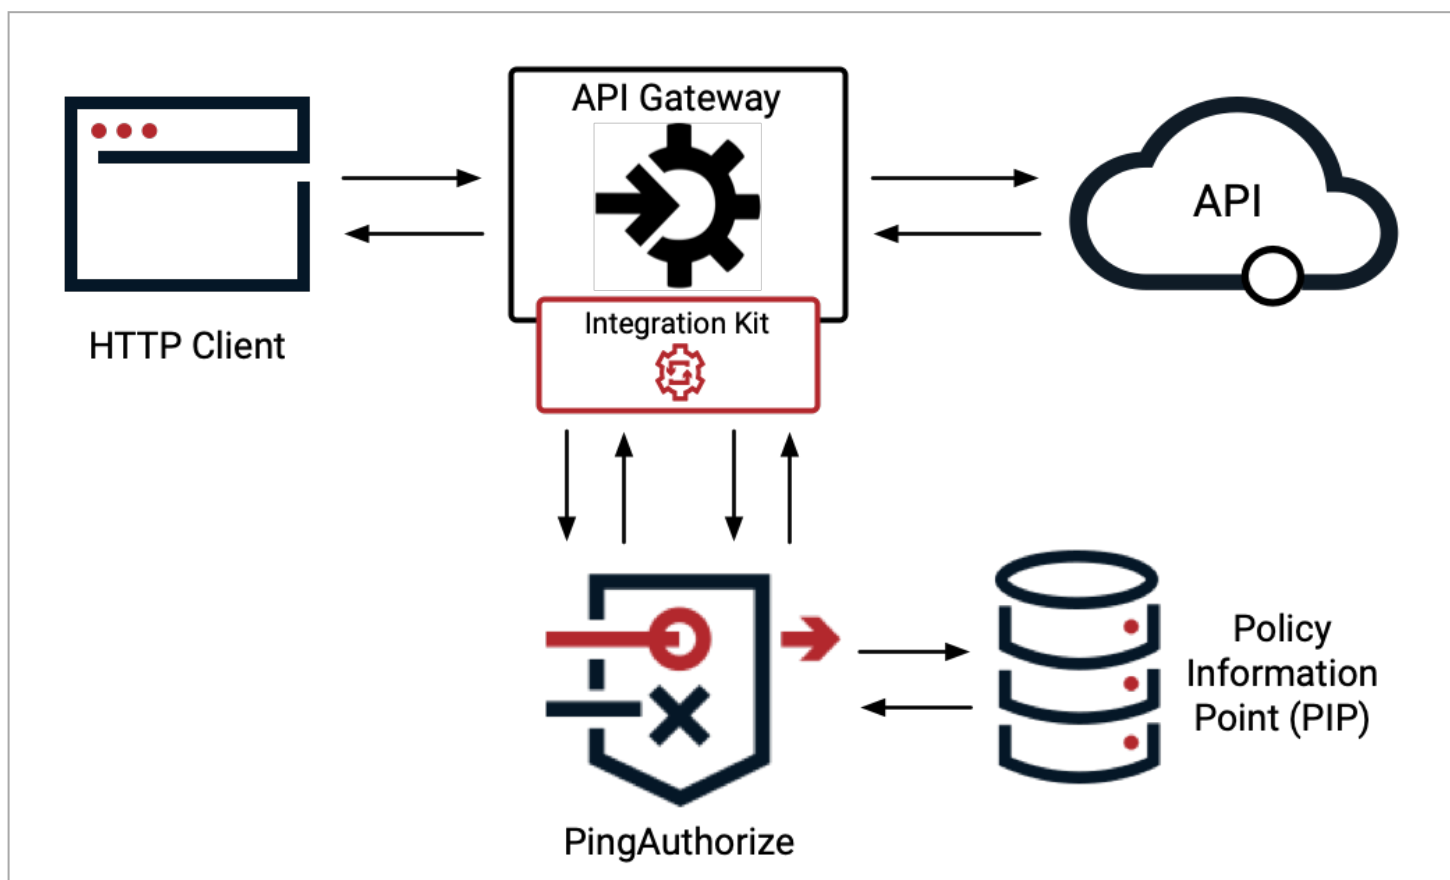 API Gateway
API
Integration Kit
HTTP Client
Policy
Information
Point (PIP)
PingAuthorize